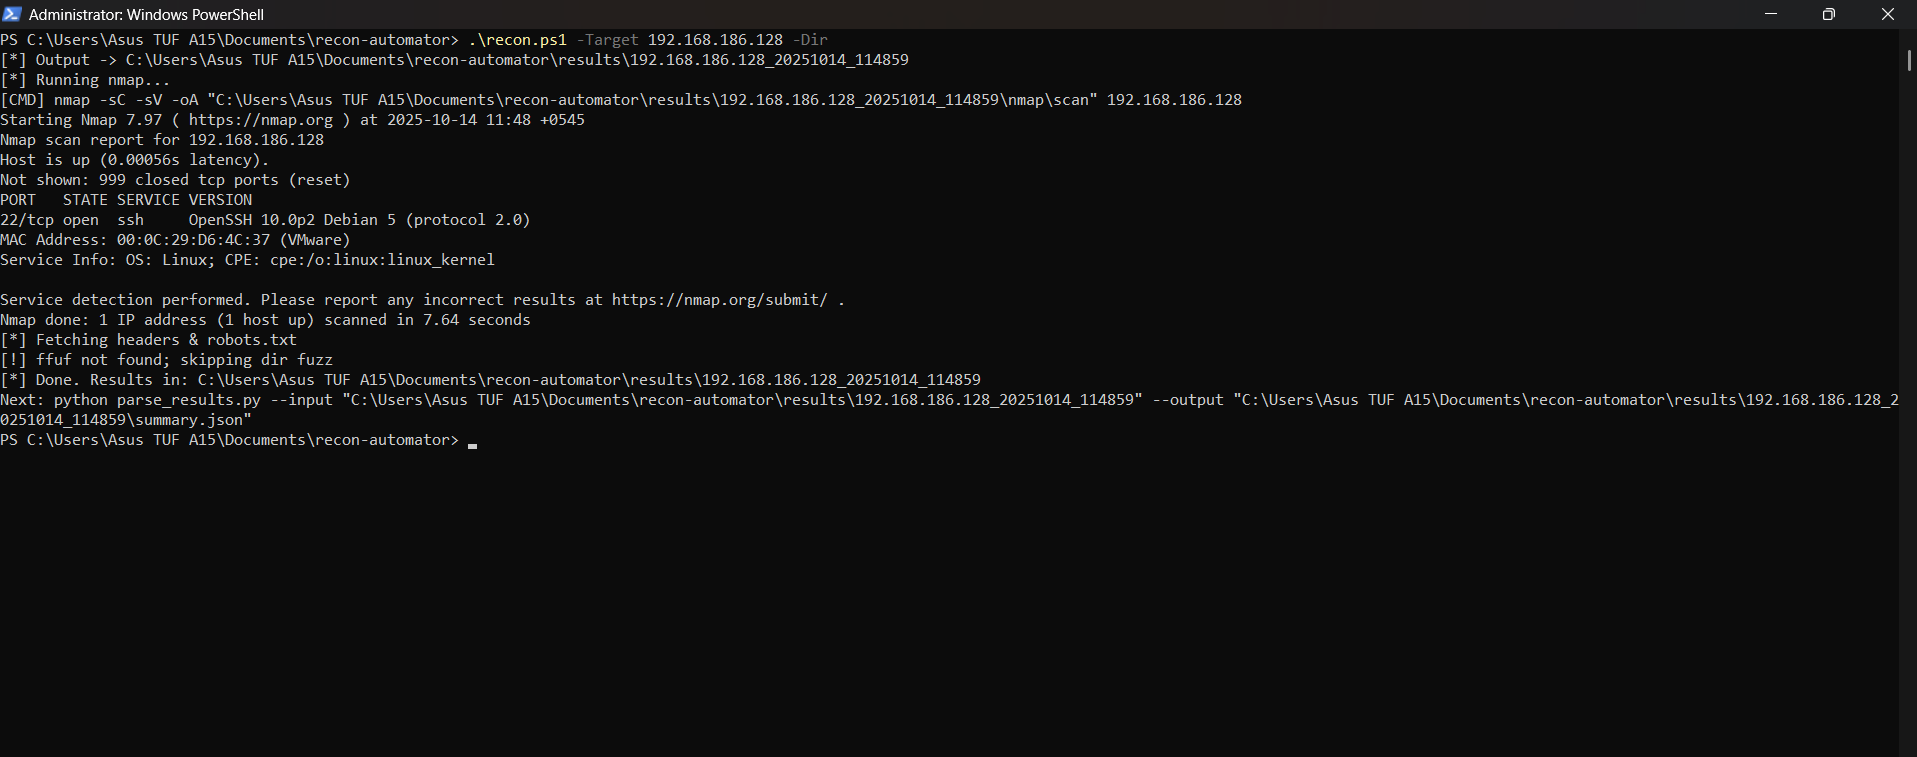 Administrator: Windows PowerShell
PS C:\Users\Asus TUF A15\Documents\recon-automator> .\recon.ps1 -Target 192.168.186.128 -Dir
[*] Output -> C:\Users\Asus TUF A15\Documents\recon-automator\results\192.168.186.128_20251014_114859
[*] Running nmap...
[CMD] nmap -sC -sV -oA "C:\Users\Asus TUF A15\Documents\recon-automator\results\192.168.186.128_20251014_114859\nmap\scan" 192.168.186.128
Starting Nmap 7.97 ( https://nmap.org ) at 2025-10-14 11:48 +0545
Nmap scan report for 192.168.186.128
Host is up (0.00056s latency).
Not shown: 999 closed tcp ports (reset)
PORT   STATE SERVICE VERSION
22/tcp open  ssh     OpenSSH 10.0p2 Debian 5 (protocol 2.0)
MAC Address: 00:0C:29:D6:4C:37 (VMware)
Service Info: OS: Linux; CPE: cpe:/o:linux:linux_kernel

Service detection performed. Please report any incorrect results at https://nmap.org/submit/ .
Nmap done: 1 IP address (1 host up) scanned in 7.64 seconds
[*] Fetching headers & robots.txt
[!] ffuf not found; skipping dir fuzz
[*] Done. Results in: C:\Users\Asus TUF A15\Documents\recon-automator\results\192.168.186.128_20251014_114859
Next: python parse_results.py --input "C:\Users\Asus TUF A15\Documents\recon-automator\results\192.168.186.128_20251014_114859" --output "C:\Users\Asus TUF A15\Documents\recon-automator\results\192.168.186.128_2
0251014_114859\summary.json"
PS C:\Users\Asus TUF A15\Documents\recon-automator>